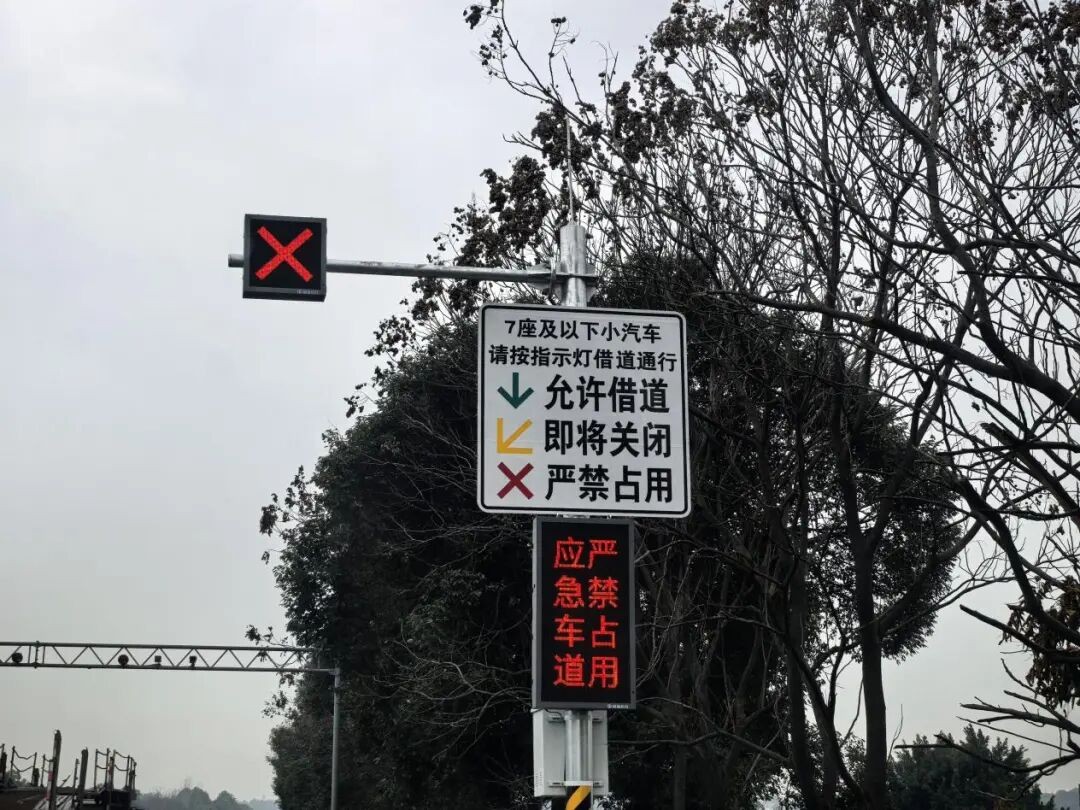 7座及以下小汽车
请按指示灯借道通行
允许借道
即将关闭
严禁占用
应急车道
严禁占用